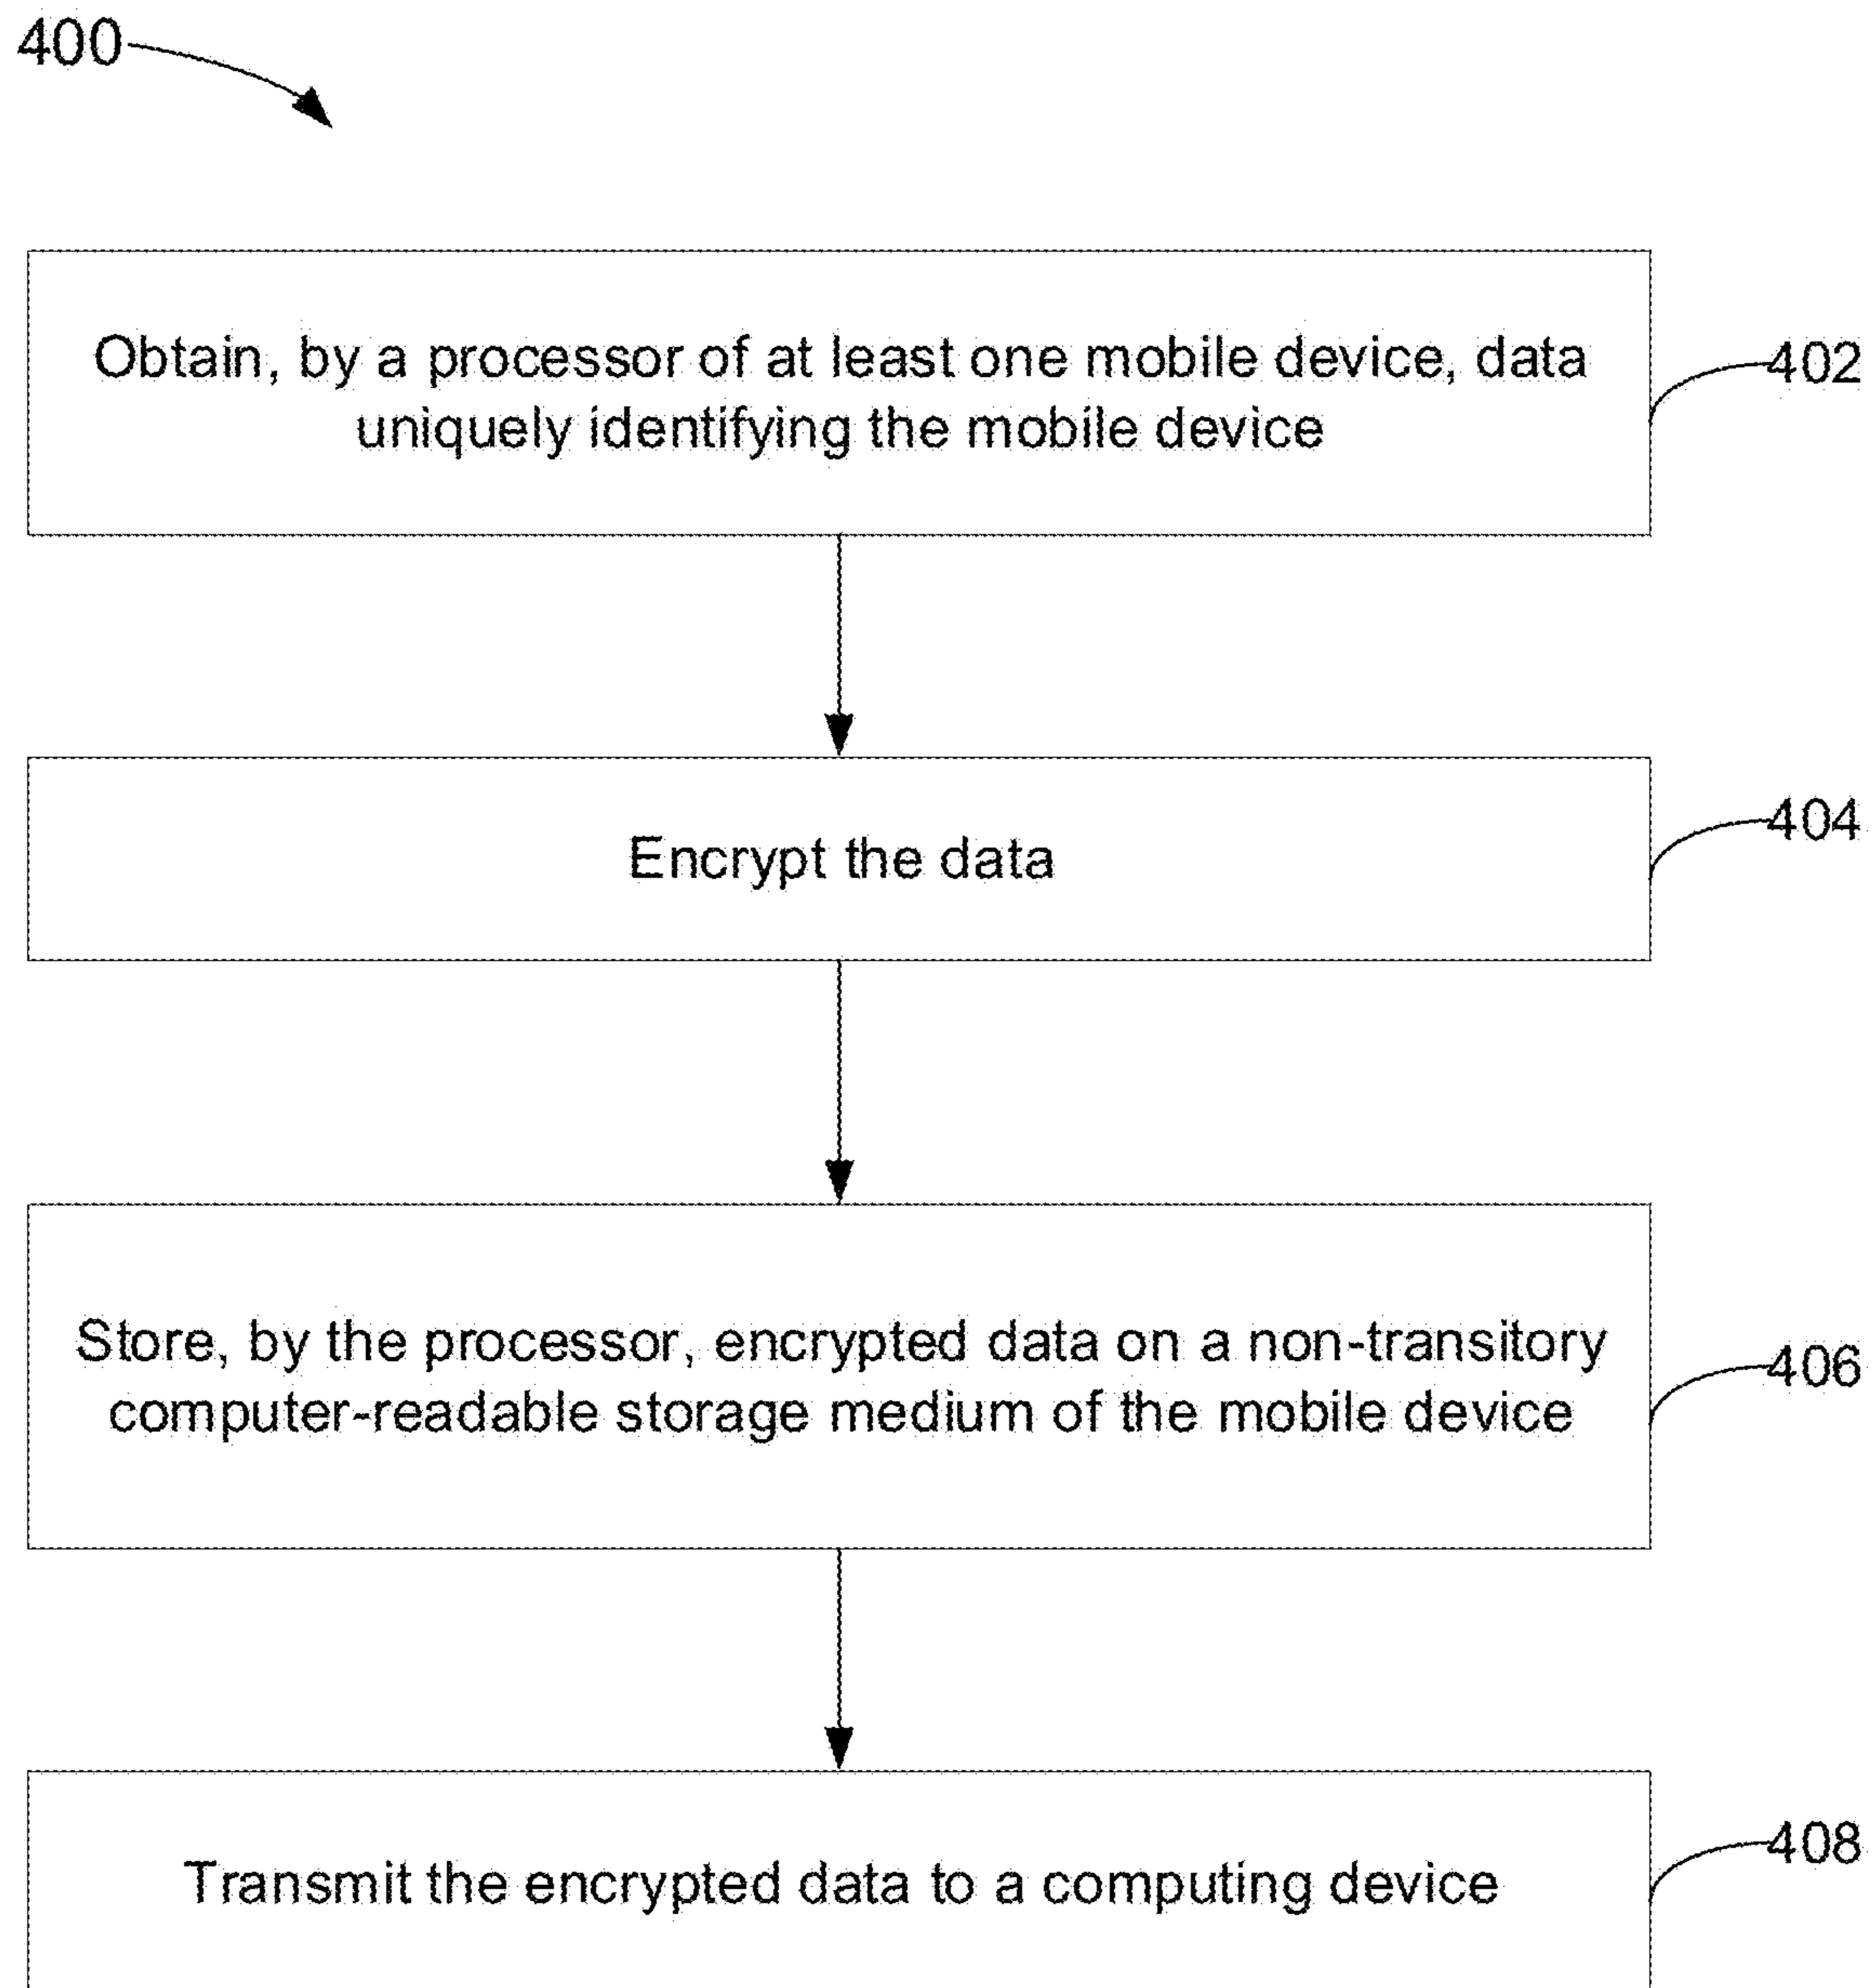 400
Obtain, by a processor of at least one mobile device, data
uniquely identifying the mobile device
402
Encrypt the data
404
Store, by the processor, encrypted data on a non-transitory
computer-readable storage medium of the mobile device
406
Transmit the encrypted data to a computing device
408